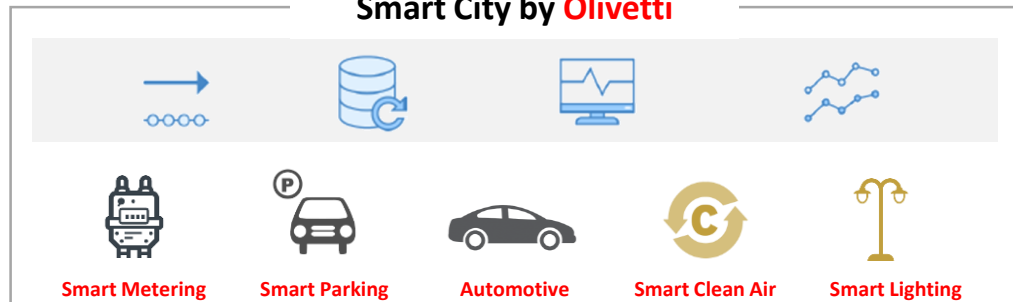 Smart City by Olivetti
P
C
Smart Metering Smart Parking Automotive Smart Clean Air Smart Lighting